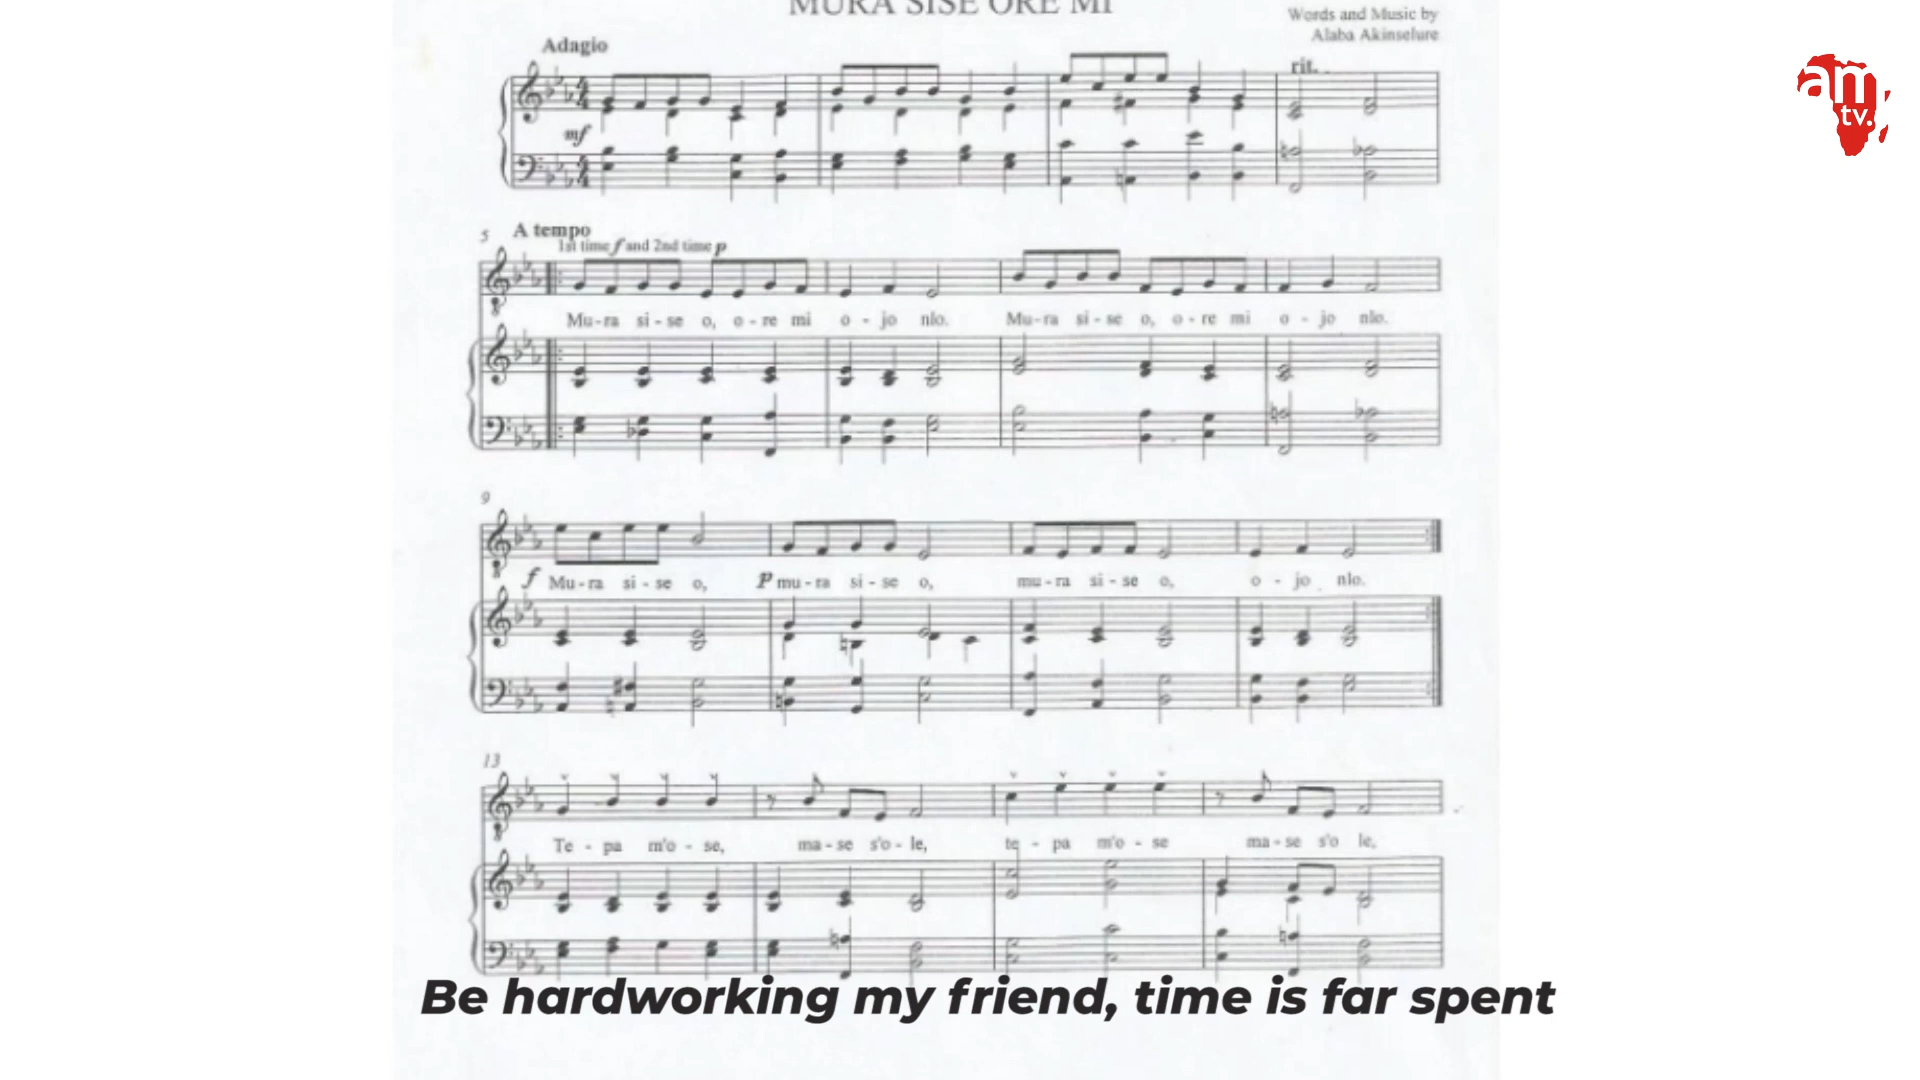 MURA SISE ORE MI
Words and Music by
Alaba Akinselure
Adagio
rit.
mf
5
A tempo
1st time f and 2nd time p
Mu-ra si-se o, o-re mi o - jo nlo. Mu-ra si-se o, o-re mi o - jo nlo.
9
f Mu-ra si-se o, p mu-ra si-se o, mu-ra si-se o, o - jo nlo.
13
Te - pa m'o - se, ma-se s'o-le, te - pa m'o - se ma-se s'o le,
Be hardworking my friend, time is far spent
am
tv.